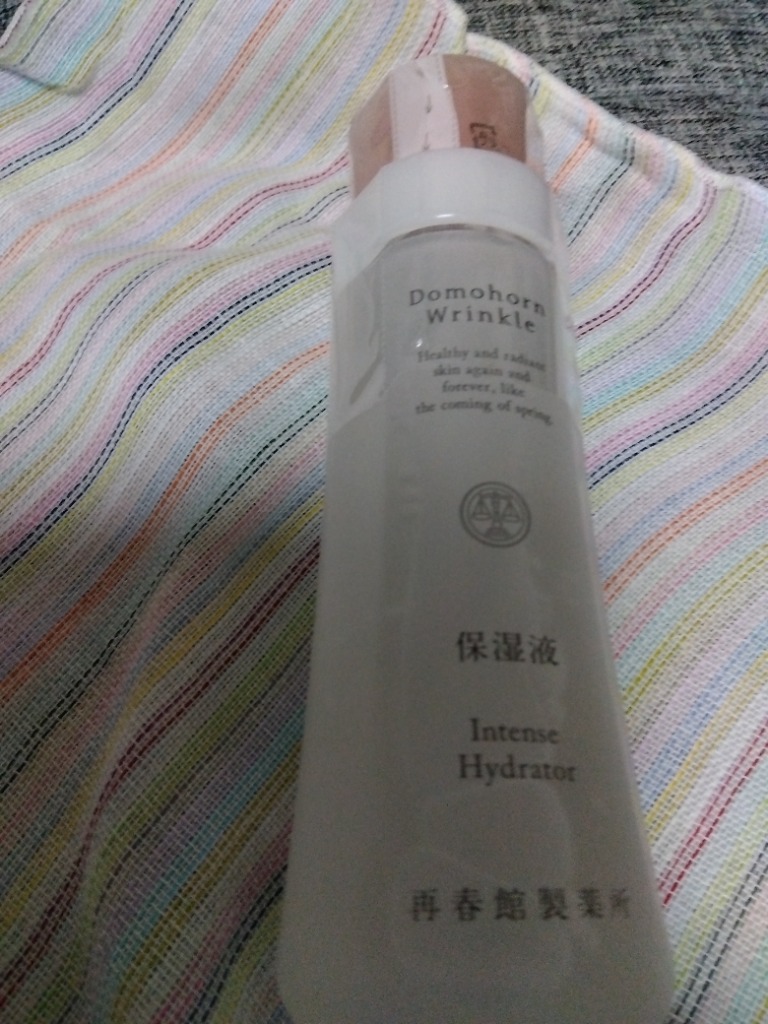 Domohorn
Wrinkle
Healthy and radiant
skin again and
forever, like
the coming of spring.
保湿液
Intense
Hydrator
再春館製薬所